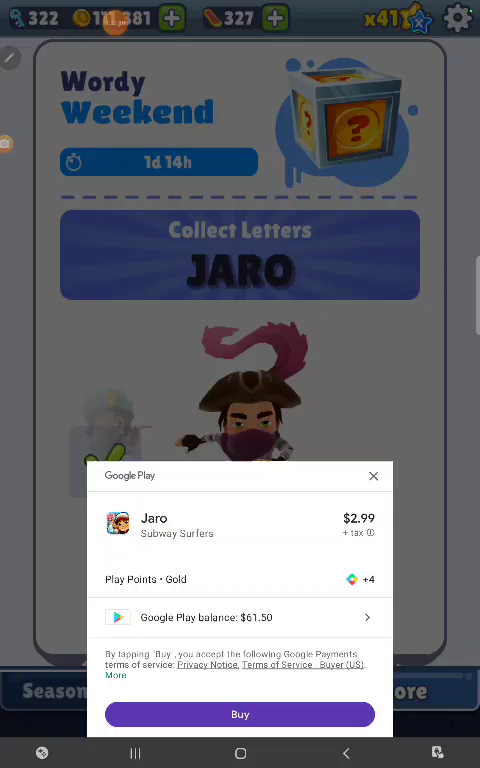 322
327
x41
Wordy
Weekend
1d 14h
Collect Letters
JARO
Google Play
Jaro
$2.99
Subway Surfers
+ tax
Play Points • Gold
+4
Google Play balance: $61.50
By tapping "Buy", you accept the following Google Payments
terms of service: Privacy Notice, Terms of Service - Buyer (US).
More
Season
ore
Buy